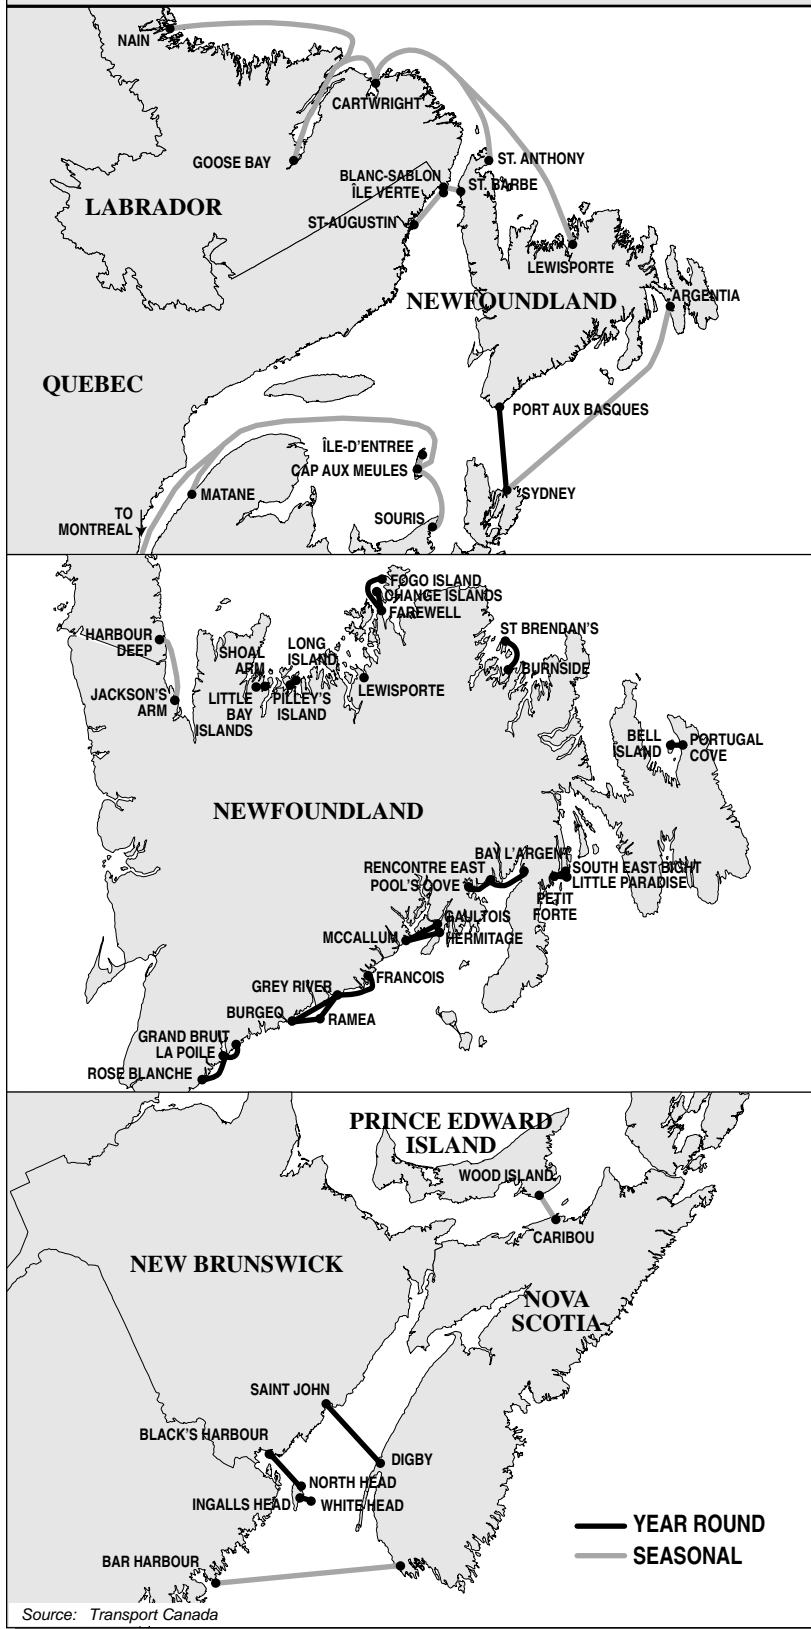 NAIN
CARTWRIGHT
GOOSE BAY
ST. ANTHONY
BLANC-SABLON
ÎLE VERTE
ST. BARBE
LABRADOR
ST-AUGUSTIN
LEWISPORTE
NEWFOUNDLAND
ARGENTIA
QUEBEC
PORT AUX BASQUES
ÎLE-D'ENTREE
CAP AUX MEULES
MATANE
SYDNEY
TO
MONTREAL
SOURIS
FOGO ISLAND
CHANGE ISLANDS
FAREWELL
HARBOUR
DEEP
ST BRENDAN'S
SHOAL
ARM
LONG
ISLAND
BURNSIDE
LEWISPORTE
JACKSON'S
ARM
LITTLE
BAY
ISLANDS
PILLEY'S
ISLAND
BELL
ISLAND
PORTUGAL
COVE
NEWFOUNDLAND
BAY L'ARGENT
RENCONTRE EAST
POOL'S COVE
SOUTH EAST BIGHT
LITTLE PARADISE
PETIT
FORTE
GAULTOIS
MCCALLUM
HERMITAGE
FRANCOIS
GREY RIVER
BURGEO
RAMEA
GRAND BRUIT
LA POILE
ROSE BLANCHE
PRINCE EDWARD
ISLAND
WOOD ISLAND
CARIBOU
NEW BRUNSWICK
NOVA
SCOTIA
SAINT JOHN
BLACK'S HARBOUR
DIGBY
NORTH HEAD
INGALLS HEAD
WHITE HEAD
YEAR ROUND
SEASONAL
BAR HARBOUR
Source: Transport Canada